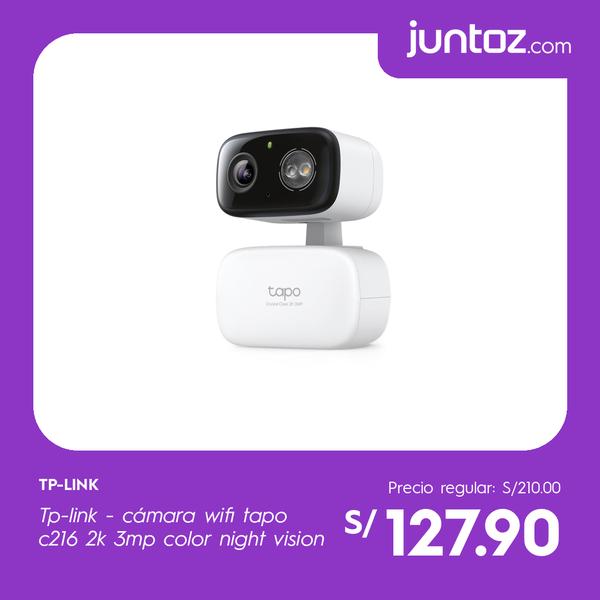 juntoz.com
tapo
TP-LINK
Tp-link - cámara wifi tapo
c216 2k 3mp color night vision
Precio regular: S/210.00
S/127.90